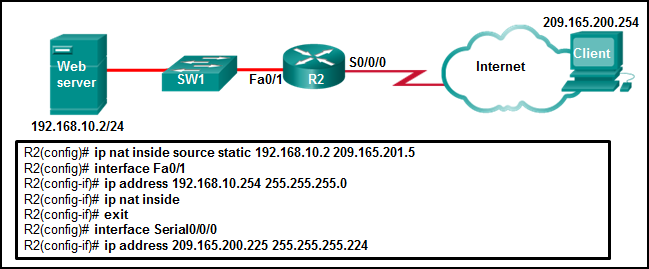 209.165.200.254
Web
server
SW1
Fa0/1
R2
S0/0/0
Internet
Client
192.168.10.2/24
R2(config)# ip nat inside source static 192.168.10.2 209.165.201.5
R2(config)# interface Fa0/1
R2(config-if)# ip address 192.168.10.254 255.255.255.0
R2(config-if)# ip nat inside
R2(config-if)# exit
R2(config)# interface Serial0/0/0
R2(config-if)# ip address 209.165.200.225 255.255.255.224